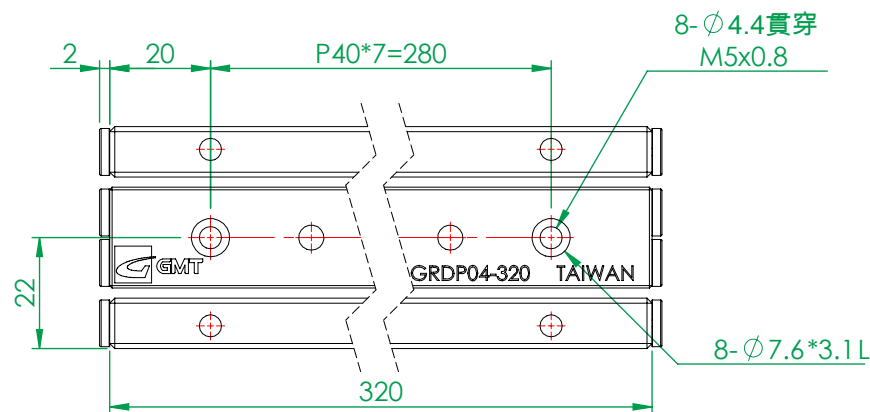 8-∅4.4貫穿
M5x0.8
2
20
P40*7=280
GMT
GRDP04-320 TAIWAN
22
8-∅7.6*3.1L
320